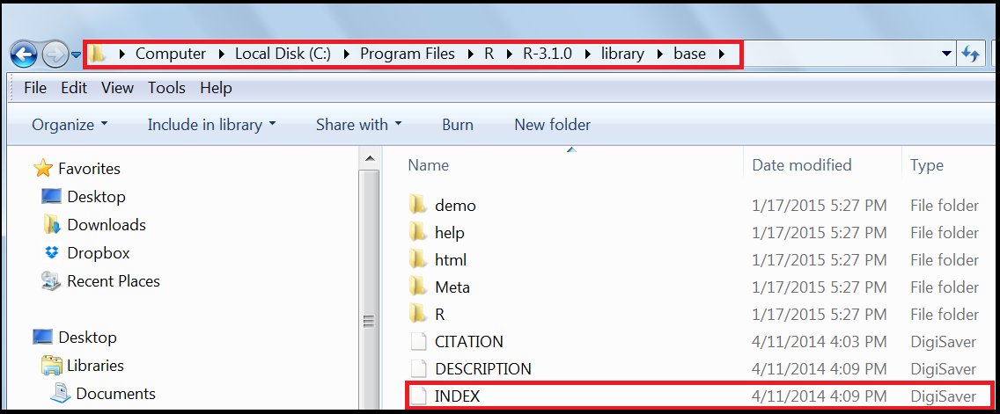 Computer Local Disk (C:) Program Files R R-3.1.0 library base
File Edit View Tools Help
Organize Include in library Share with Burn New folder
Favorites
Desktop
Downloads
Dropbox
Recent Places
Desktop
Libraries
Documents
Name Date modified Type
demo 1/17/2015 5:27 PM File folder
help 1/17/2015 5:27 PM File folder
html 1/17/2015 5:27 PM File folder
Meta 1/17/2015 5:27 PM File folder
R 1/17/2015 5:27 PM File folder
CITATION 4/11/2014 4:03 PM DigiSaver
DESCRIPTION 4/11/2014 4:09 PM DigiSaver
INDEX 4/11/2014 4:09 PM DigiSaver